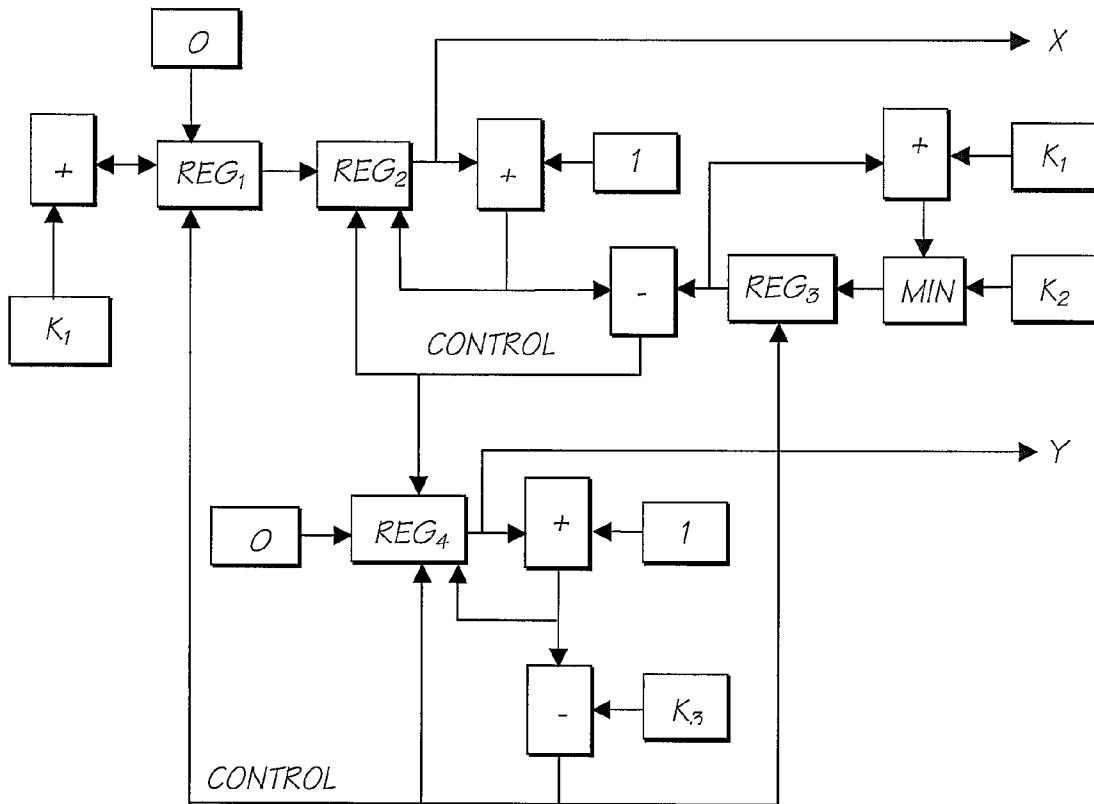 0
X
+
REG₁
REG₂
+
1
+
K₁
K₁
-
REG₃
MIN
K₂
CONTROL
Y
0
REG₄
+
1
-
K₃
CONTROL